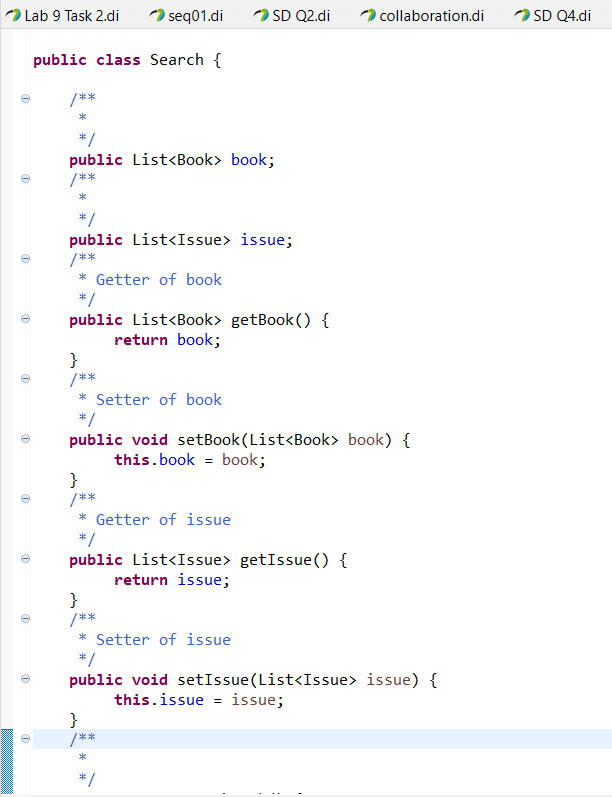 Lab 9 Task 2.di seq01.di SD Q2.di collaboration.di SD Q4.di
public class Search {
/**
*
*/
public List<Book> book;
/**
*
*/
public List<Issue> issue;
/**
* Getter of book
*/
public List<Book> getBook() {
return book;
}
/**
* Setter of book
*/
public void setBook(List<Book> book) {
this.book = book;
}
/**
* Getter of issue
*/
public List<Issue> getIssue() {
return issue;
}
/**
* Setter of issue
*/
public void setIssue(List<Issue> issue) {
this.issue = issue;
}
/**
*
*/